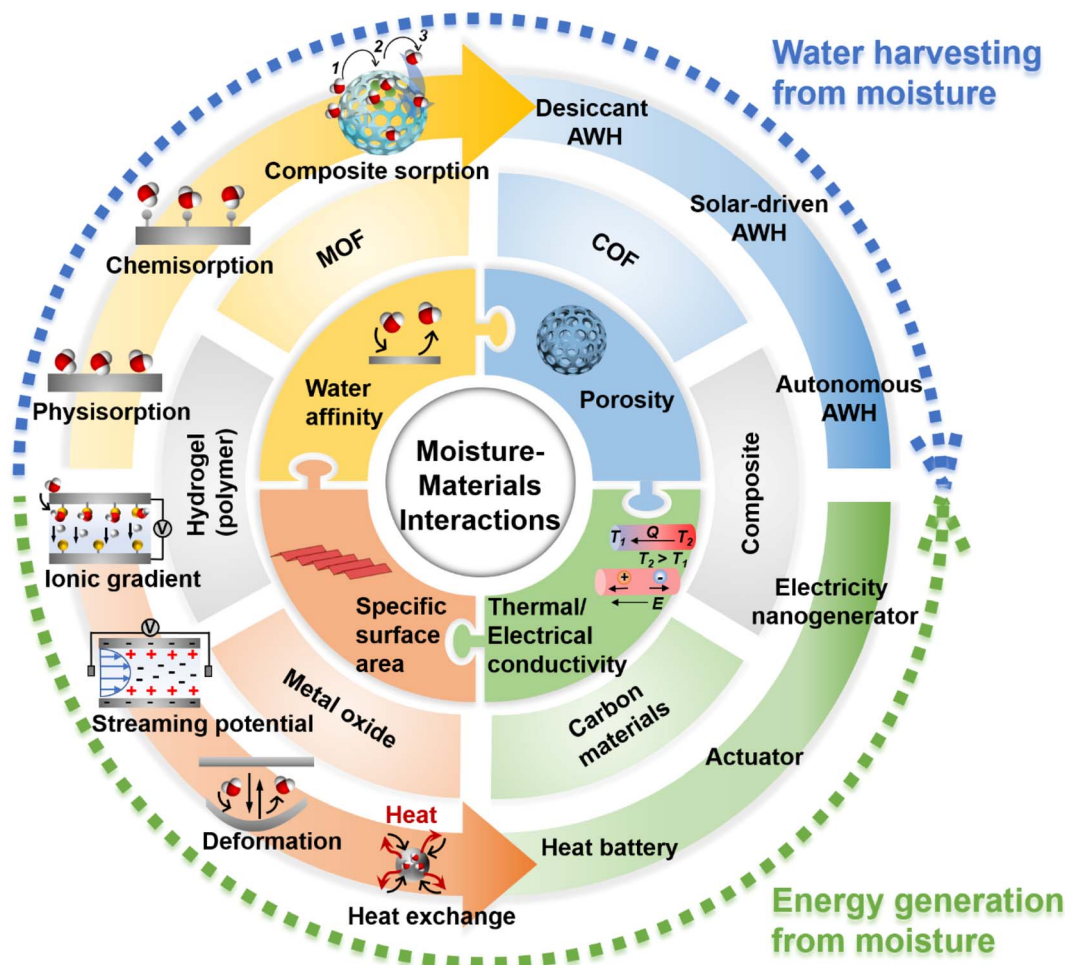 Water harvesting
from moisture
1
2
3
Composite sorption
Desiccant
AWH
Solar-driven
AWH
Autonomous
AWH
Chemisorption
Physisorption
MOF
COF
Hydrogel
(polymer)
Composite
Water
affinity
Porosity
Moisture-
Materials
Interactions
Specific
surface
area
Thermal/
Electrical
conductivity
T1
Q
T2
T2 > T1
+
-
E
V
Ionic gradient
V
- - - - - -
+ + + +
- - - -
- - -
- - - -
+ + + +
- - - - - -
Streaming potential
Metal oxide
Carbon
materials
Deformation
Heat
Heat exchange
Electricity
nanogenerator
Actuator
Heat battery
Energy generation
from moisture